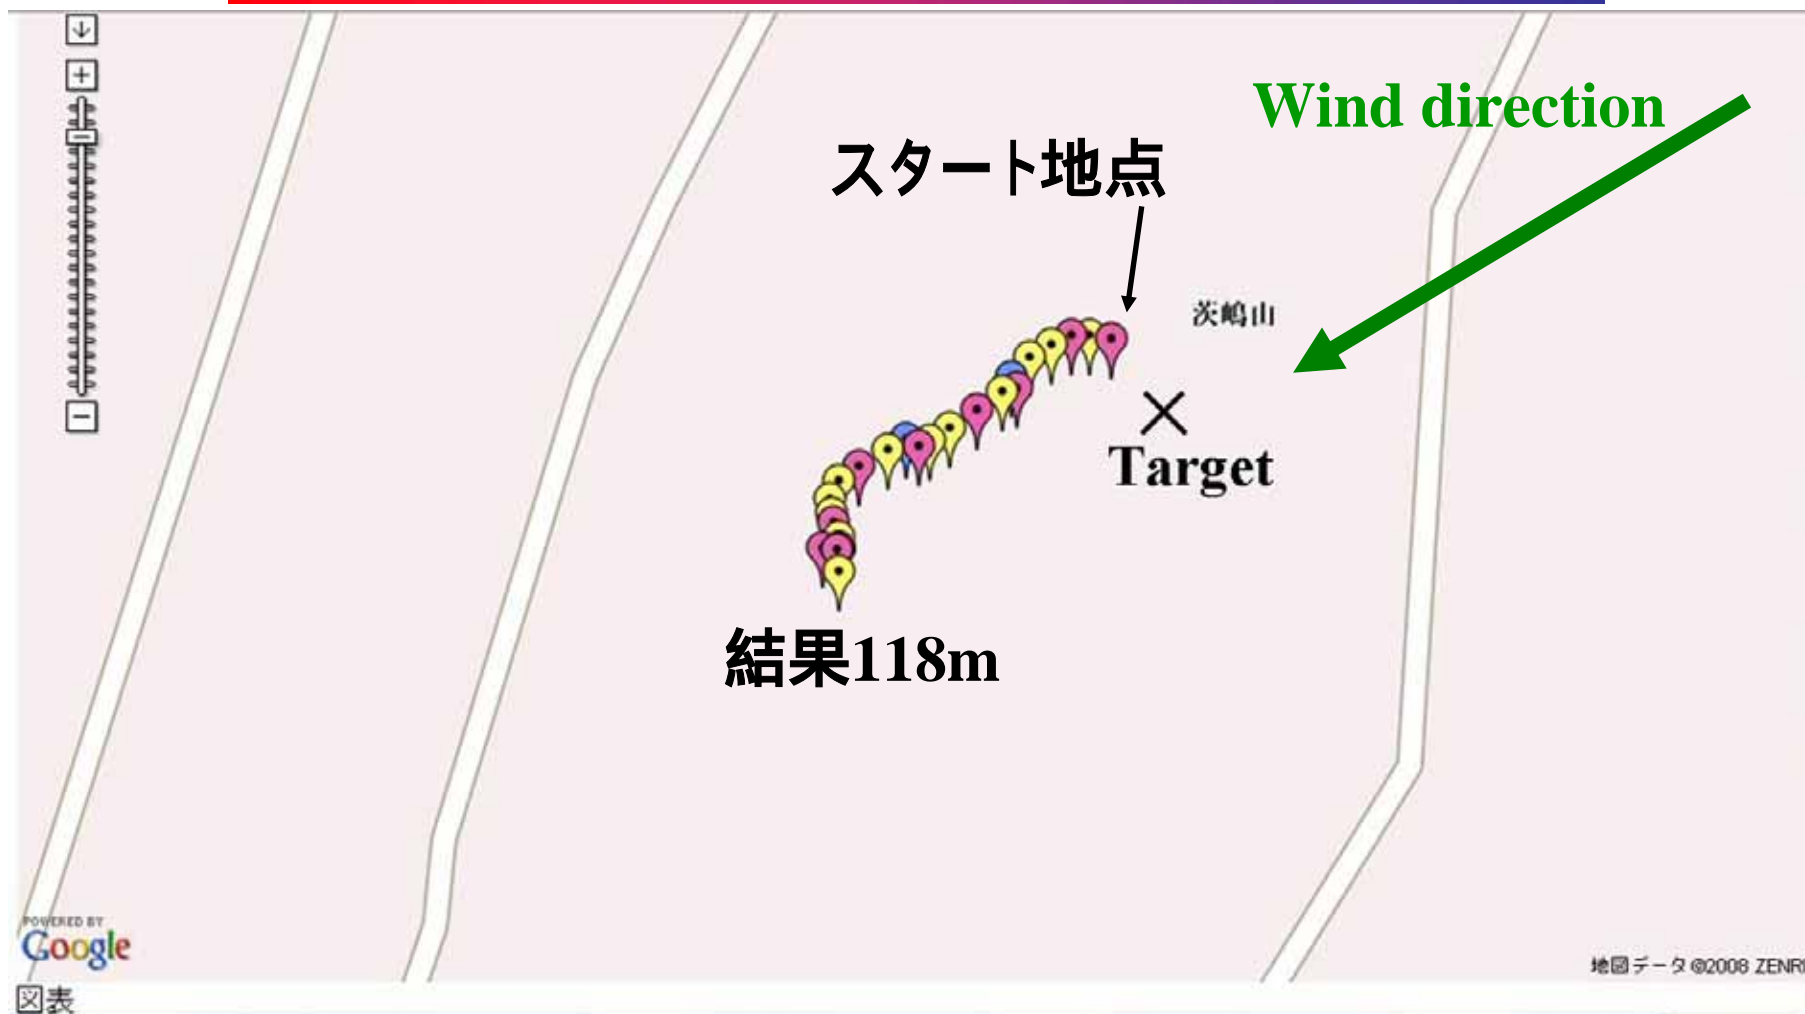 Wind direction
スタート地点
茨嶋山
Target
結果118m
POWERED BY
Google
地図データ ©2008 ZENR
図表